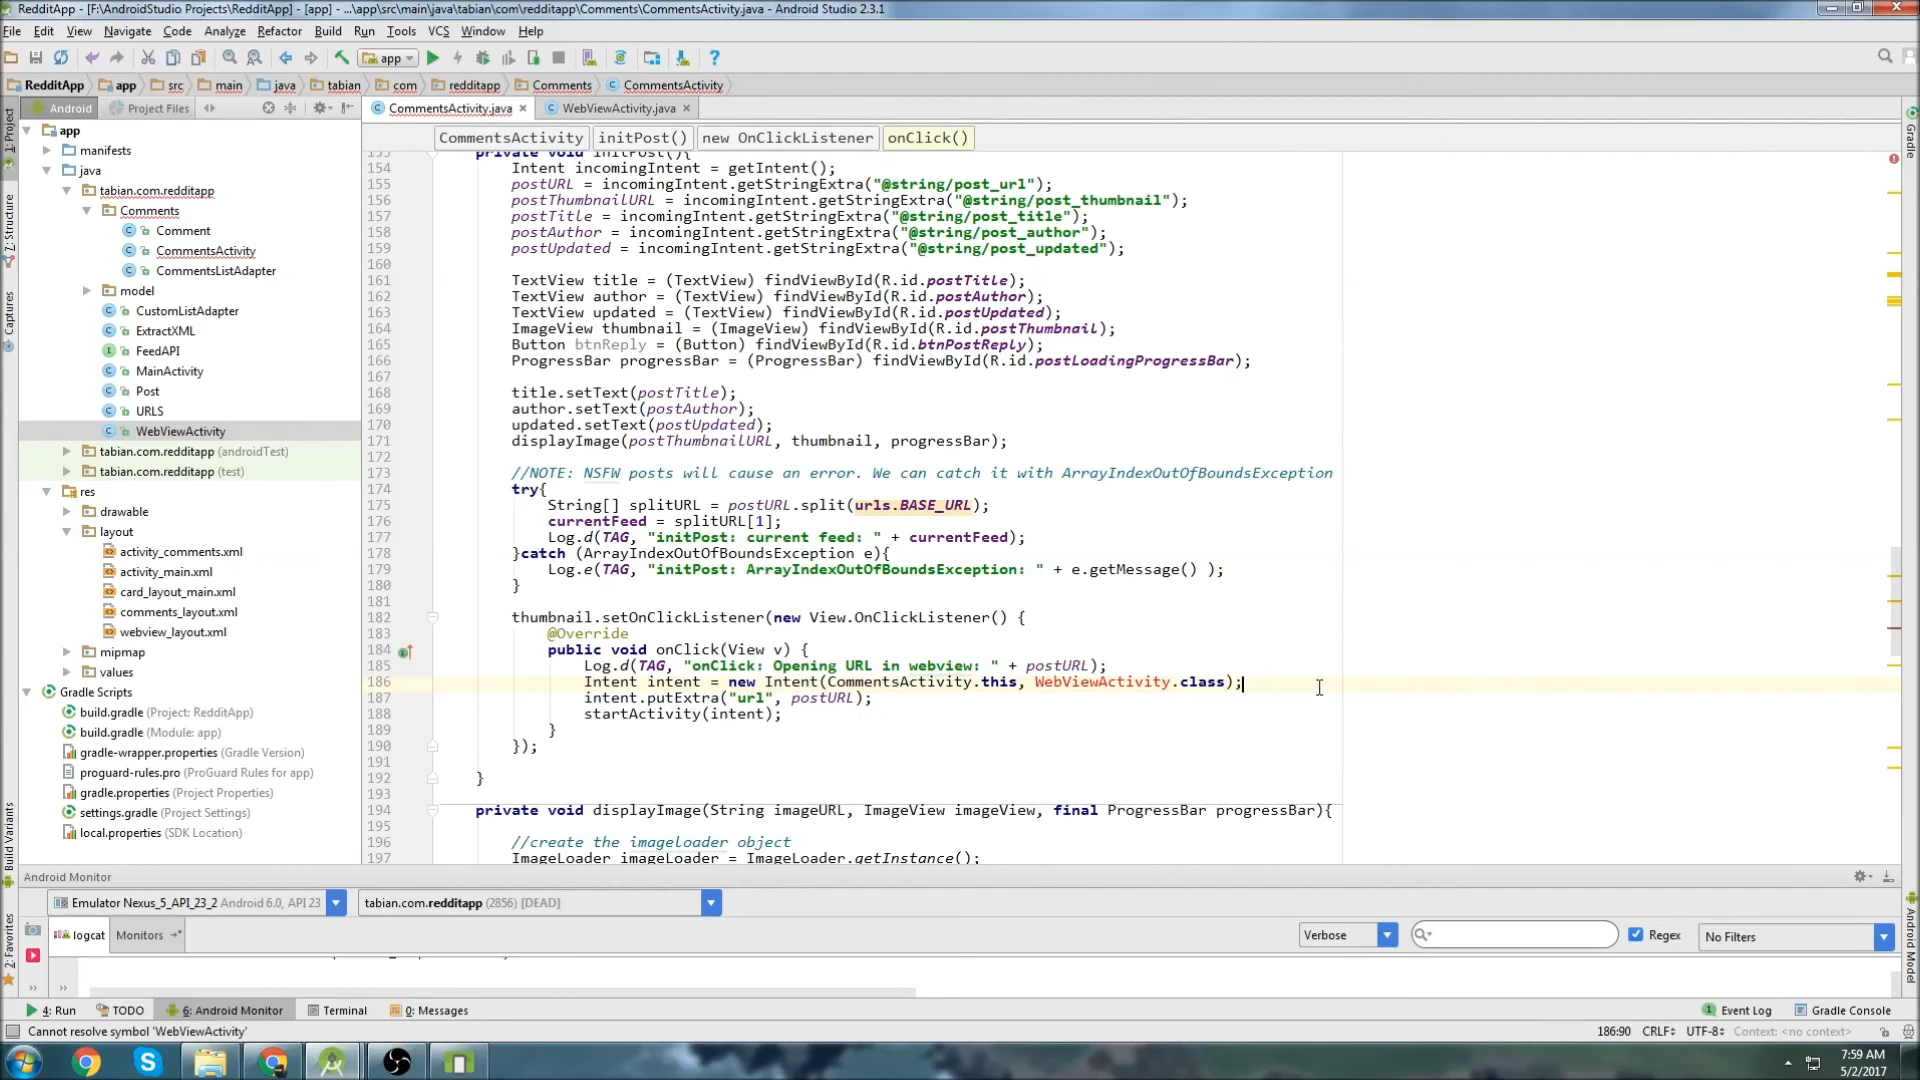 RedditApp - [F:\AndroidStudio Projects\RedditApp] - [app] - ...\app\src\main\java\tabian\com\redditapp\Comments\CommentsActivity.java - Android Studio 2.3.1
File Edit View Navigate Code Analyze Refactor Build Run Tools VCS Window Help
app
RedditApp app src main java tabian com redditapp Comments CommentsActivity
Android Project Files CommentsActivity.java WebViewActivity.java
CommentsActivity initPost() new OnClickListener onClick()
1: Project
7: Structure
Captures
Build Variants
2: Favorites
Gradle
Android Model
app
manifests
java
tabian.com.redditapp
Comments
Comment
CommentsActivity
CommentsListAdapter
model
CustomListAdapter
ExtractXML
FeedAPI
MainActivity
Post
URLS
WebViewActivity
tabian.com.redditapp (androidTest)
tabian.com.redditapp (test)
res
drawable
layout
activity_comments.xml
activity_main.xml
card_layout_main.xml
comments_layout.xml
webview_layout.xml
mipmap
values
Gradle Scripts
build.gradle (Project: RedditApp)
build.gradle (Module: app)
gradle-wrapper.properties (Gradle Version)
proguard-rules.pro (ProGuard Rules for app)
gradle.properties (Project Properties)
settings.gradle (Project Settings)
local.properties (SDK Location)
153 private void initPost(){
154 Intent incomingIntent = getIntent();
155 postURL = incomingIntent.getStringExtra("@string/post_url");
156 postThumbnailURL = incomingIntent.getStringExtra("@string/post_thumbnail");
157 postTitle = incomingIntent.getStringExtra("@string/post_title");
158 postAuthor = incomingIntent.getStringExtra("@string/post_author");
159 postUpdated = incomingIntent.getStringExtra("@string/post_updated");
160
161 TextView title = (TextView) findViewById(R.id.postTitle);
162 TextView author = (TextView) findViewById(R.id.postAuthor);
163 TextView updated = (TextView) findViewById(R.id.postUpdated);
164 ImageView thumbnail = (ImageView) findViewById(R.id.postThumbnail);
165 Button btnReply = (Button) findViewById(R.id.btnPostReply);
166 ProgressBar progressBar = (ProgressBar) findViewById(R.id.postLoadingProgressBar);
167
168 title.setText(postTitle);
169 author.setText(postAuthor);
170 updated.setText(postUpdated);
171 displayImage(postThumbnailURL, thumbnail, progressBar);
172
173 //NOTE: NSFW posts will cause an error. We can catch it with ArrayIndexOutOfBoundsException
174 try{
175 String[] splitURL = postURL.split(urls.BASE_URL);
176 currentFeed = splitURL[1];
177 Log.d(TAG, "initPost: current feed: " + currentFeed);
178 }catch (ArrayIndexOutOfBoundsException e){
179 Log.e(TAG, "initPost: ArrayIndexOutOfBoundsException: " + e.getMessage() );
180 }
181
182 thumbnail.setOnClickListener(new View.OnClickListener() {
183 @Override
184 public void onClick(View v) {
185 Log.d(TAG, "onClick: Opening URL in webview: " + postURL);
186 Intent intent = new Intent(CommentsActivity.this, WebViewActivity.class);
187 intent.putExtra("url", postURL);
188 startActivity(intent);
189 }
190 });
191
192 }
193
194 private void displayImage(String imageURL, ImageView imageView, final ProgressBar progressBar){
195
196 //create the imageloader object
197 ImageLoader imageLoader = ImageLoader.getInstance();
Android Monitor
Emulator Nexus_5_API_23_2 Android 6.0, API 23 tabian.com.redditapp (2856) [DEAD]
logcat Monitors Verbose Regex No Filters
4: Run TODO 6: Android Monitor Terminal 0: Messages 1 Event Log Gradle Console
Cannot resolve symbol 'WebViewActivity' 186:90 CRLF UTF-8 Context: <no context>
7:59 AM
5/2/2017